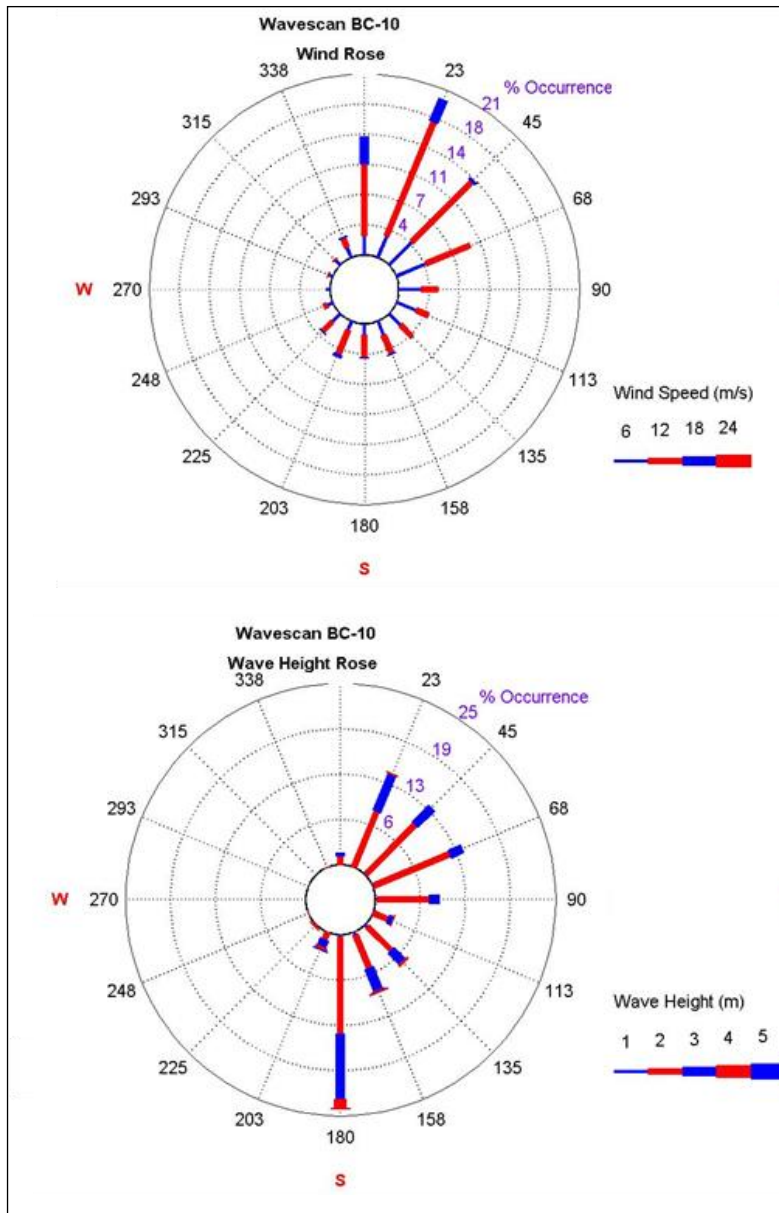 Wavescan BC-10
Wind Rose
338
23
% Occurrence
21
315
18
45
14
11
293
7
68
4
W
270
90
248
113
Wind Speed (m/s)
6 12 18 24
225
135
203
158
180
S
Wavescan BC-10
Wave Height Rose
338
23
% Occurrence
25
315
45
19
13
293
6
68
W
270
90
248
113
Wave Height (m)
1 2 3 4 5
225
135
203
158
180
S